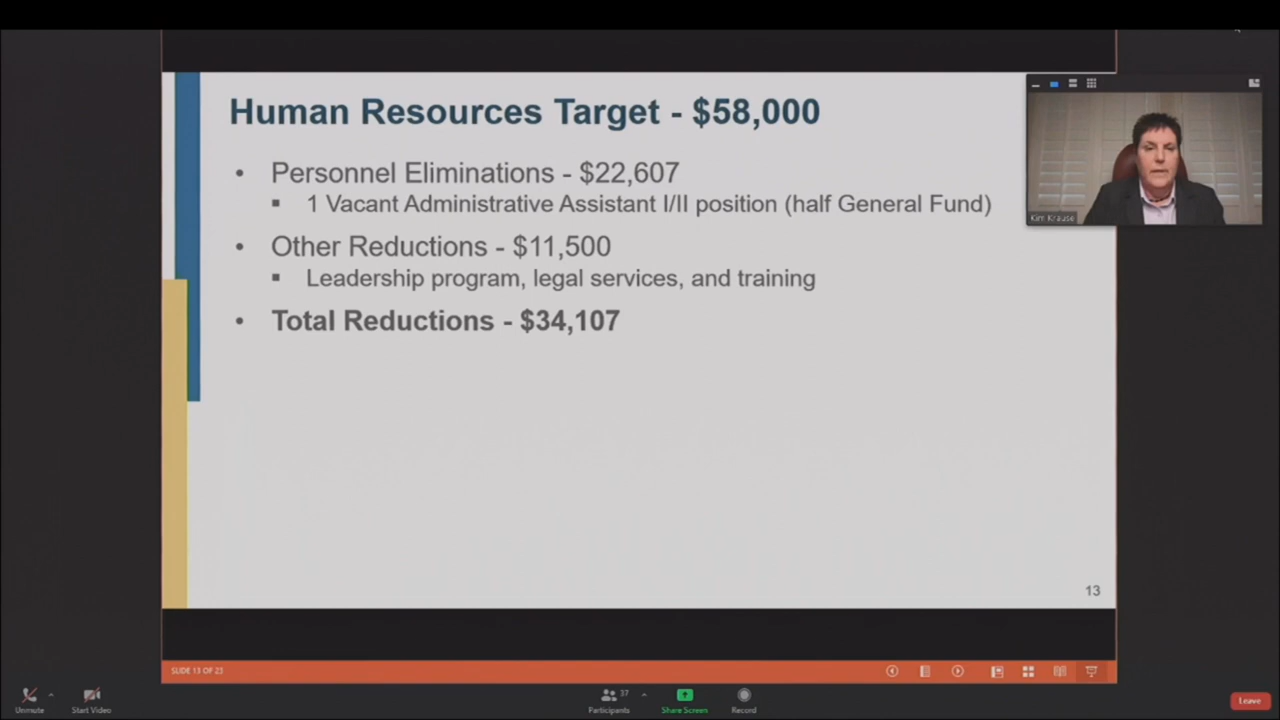 Human Resources Target - $58,000
• Personnel Eliminations - $22,607
▪ 1 Vacant Administrative Assistant I/II position (half General Fund)
• Other Reductions - $11,500
▪ Leadership program, legal services, and training
• Total Reductions - $34,107
Kim Krause
13
SLIDE 13 OF 23
37
Unmute
Start Video
Participants
Share Screen
Record
Leave